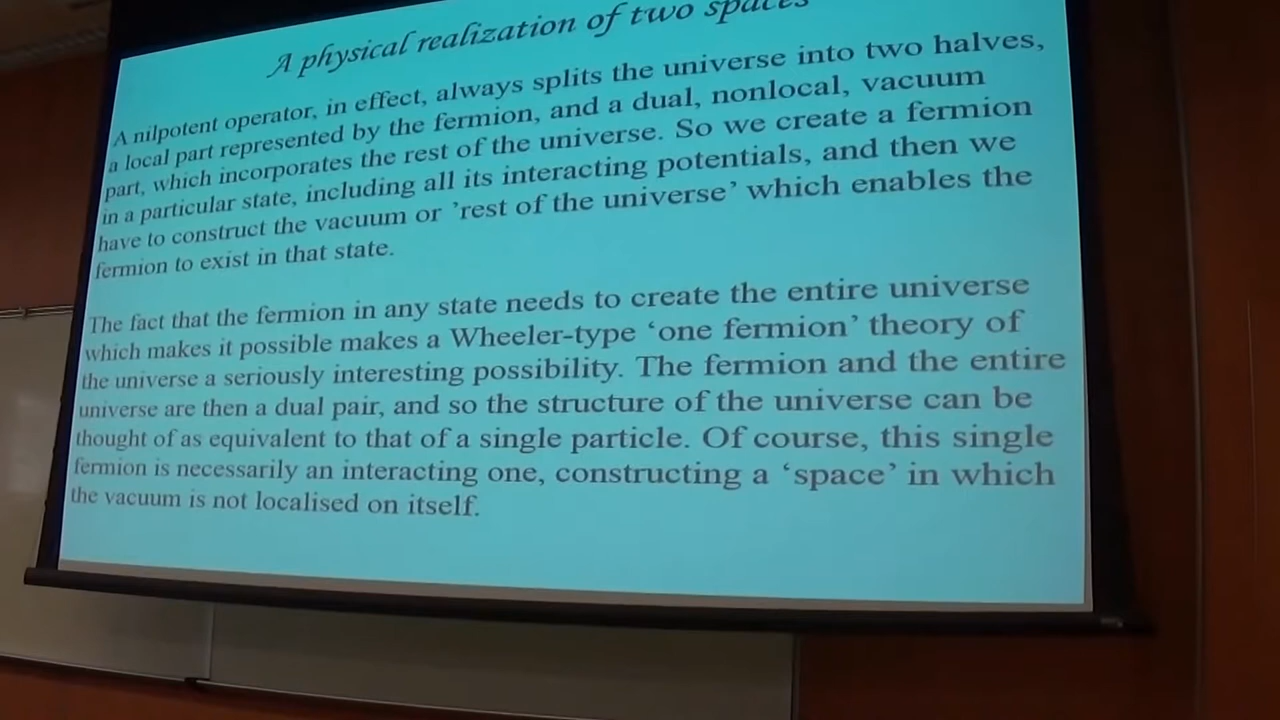 A physical realization of two spaces
A nilpotent operator, in effect, always splits the universe into two halves,
a local part represented by the fermion, and a dual, nonlocal, vacuum
part, which incorporates the rest of the universe. So we create a fermion
in a particular state, including all its interacting potentials, and then we
have to construct the vacuum or ’rest of the universe’ which enables the
fermion to exist in that state.
The fact that the fermion in any state needs to create the entire universe
which makes it possible makes a Wheeler-type ‘one fermion’ theory of
the universe a seriously interesting possibility. The fermion and the entire
universe are then a dual pair, and so the structure of the universe can be
thought of as equivalent to that of a single particle. Of course, this single
fermion is necessarily an interacting one, constructing a ‘space’ in which
the vacuum is not localised on itself.